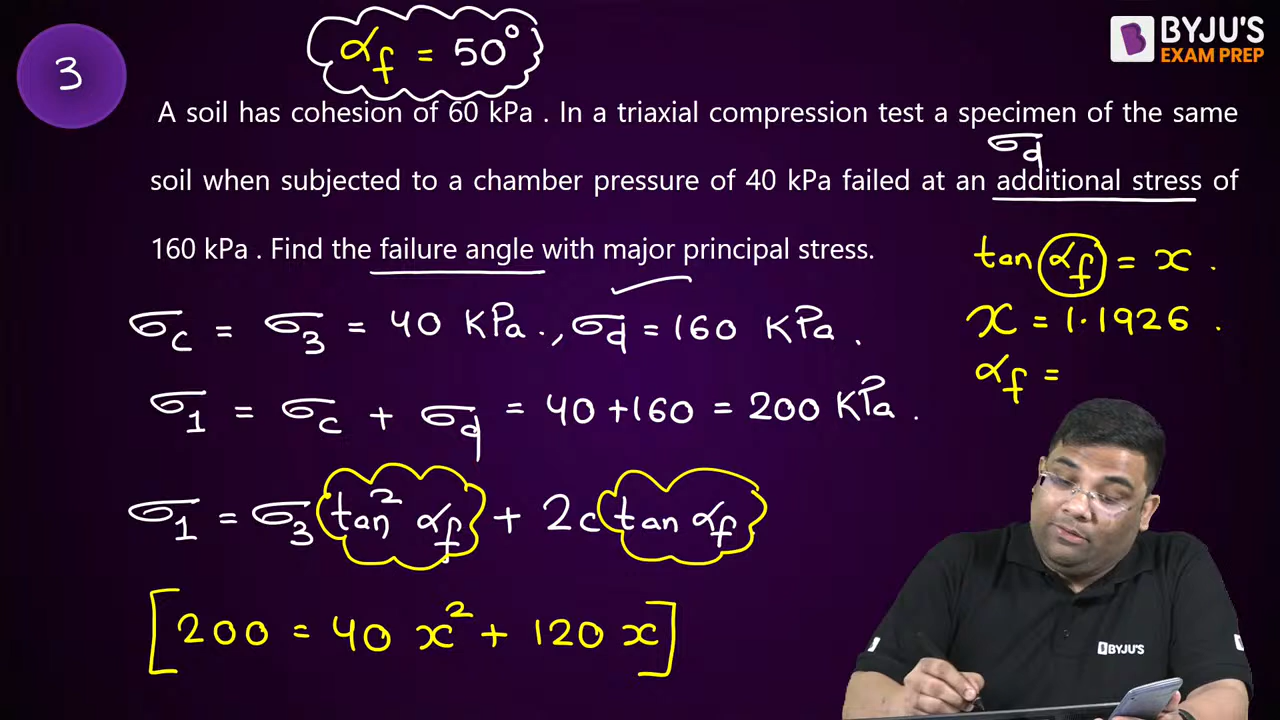 3
αf = 50°
BYJU'S
EXAM PREP
A soil has cohesion of 60 kPa . In a triaxial compression test a specimen of the same
σd
soil when subjected to a chamber pressure of 40 kPa failed at an additional stress of
160 kPa . Find the failure angle with major principal stress.
tan αf = x .
σc = σ3 = 40 KPa., σd = 160 KPa .
x = 1.1926 .
αf =
σ1 = σc + σd = 40 +160 = 200 KPa .
σ1 = σ3 tan² αf + 2c tan αf
[200 = 40 x² + 120 x]
BYJU'S